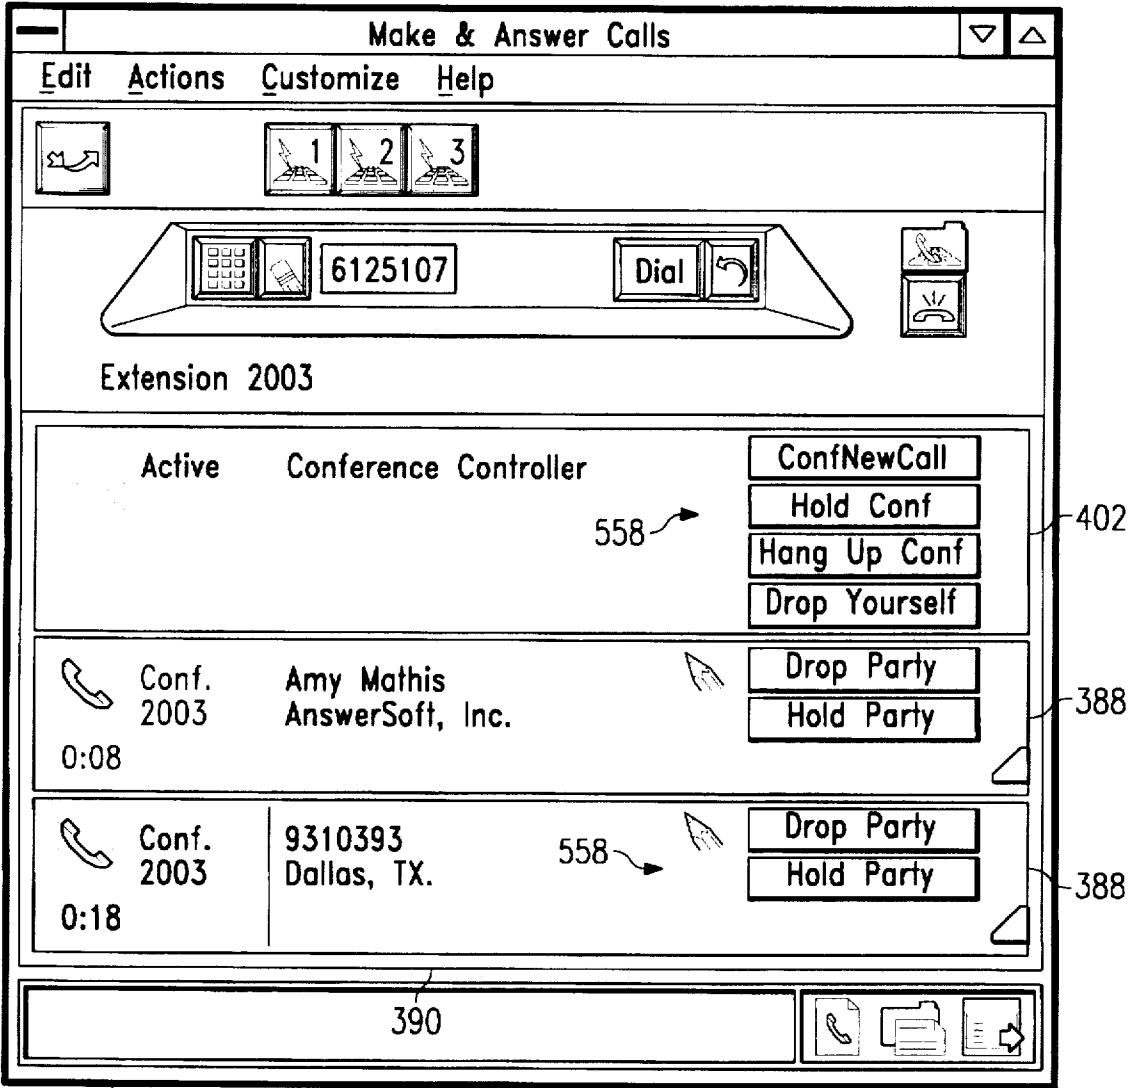 Make & Answer Calls
Edit Actions Customize Help
1 2 3
6125107 Dial
Extension 2003
Active Conference Controller
ConfNewCall
Hold Conf
Hang Up Conf
Drop Yourself
558
402
Conf.
2003
0:08
Amy Mathis
AnswerSoft, Inc.
Drop Party
Hold Party
388
Conf.
2003
0:18
9310393
Dallas, TX.
558
Drop Party
Hold Party
388
390